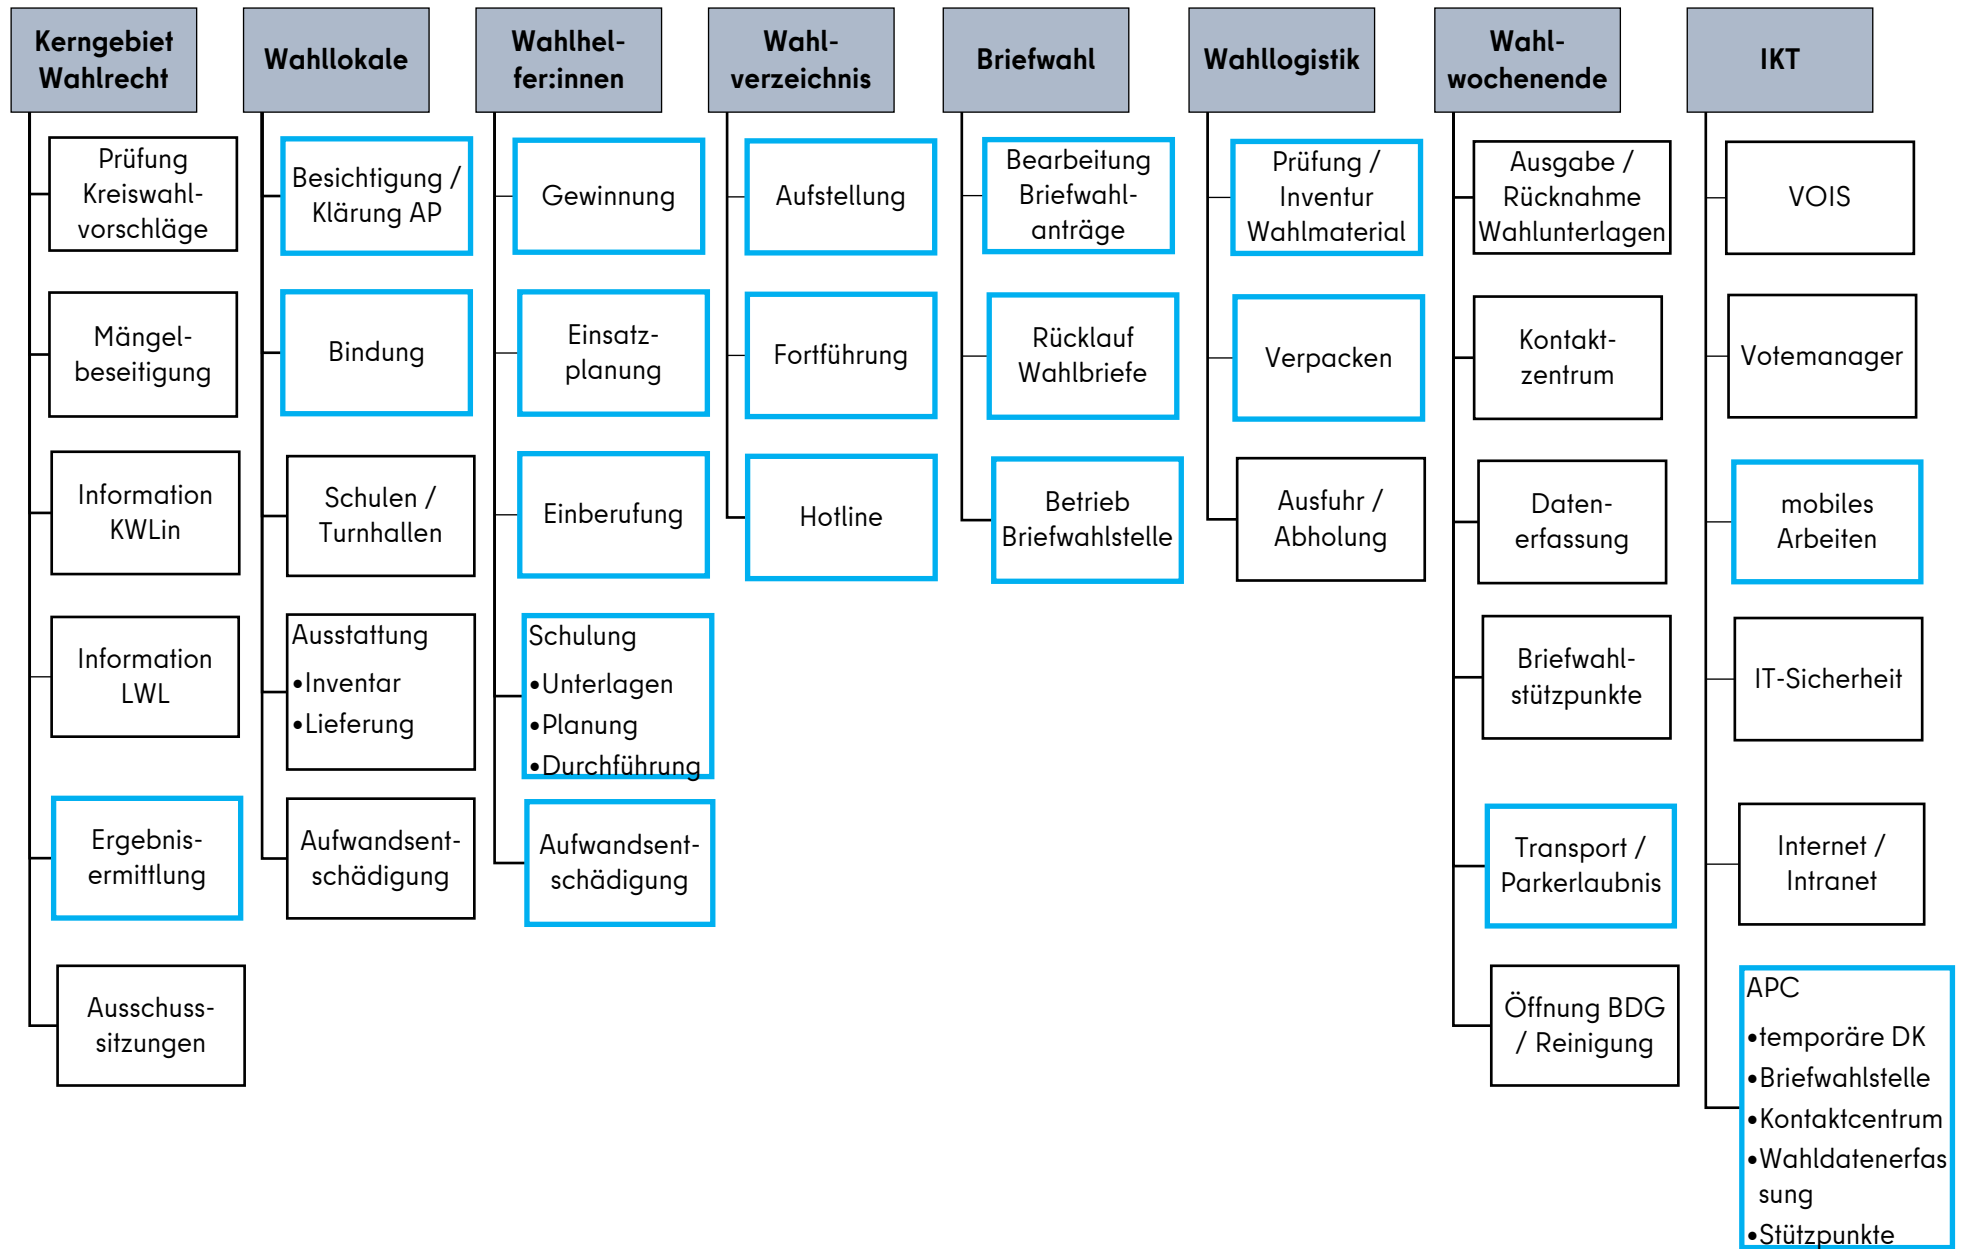 Kerngebiet
Wahlrecht
Prüfung
Kreiswahl-
vorschläge
Mängel-
beseitigung
Information
KWLin
Information
LWL
Ergebnis-
ermittlung
Ausschuss-
sitzungen
Wahllokale
Besichtigung /
Klärung AP
Bindung
Schulen /
Turnhallen
Ausstattung
•Inventar
•Lieferung
Aufwandsent-
schädigung
Wahlhel-
fer:innen
Gewinnung
Einsatz-
planung
Einberufung
Schulung
•Unterlagen
•Planung
•Durchführung
Aufwandsent-
schädigung
Wahl-
verzeichnis
Aufstellung
Fortführung
Hotline
Briefwahl
Bearbeitung
Briefwahl-
anträge
Rücklauf
Wahlbriefe
Betrieb
Briefwahlstelle
Wahllogistik
Prüfung /
Inventur
Wahlmaterial
Verpacken
Ausfuhr /
Abholung
Wahl-
wochenende
Ausgabe /
Rücknahme
Wahlunterlagen
Kontakt-
zentrum
Daten-
erfassung
Briefwahl-
stützpunkte
Transport /
Parkerlaubnis
Öffnung BDG
/ Reinigung
IKT
VOIS
Votemanager
mobiles
Arbeiten
IT-Sicherheit
Internet /
Intranet
APC
•temporäre DK
•Briefwahlstelle
•Kontaktcentrum
•Wahldatenerfas
sung
•Stützpunkte